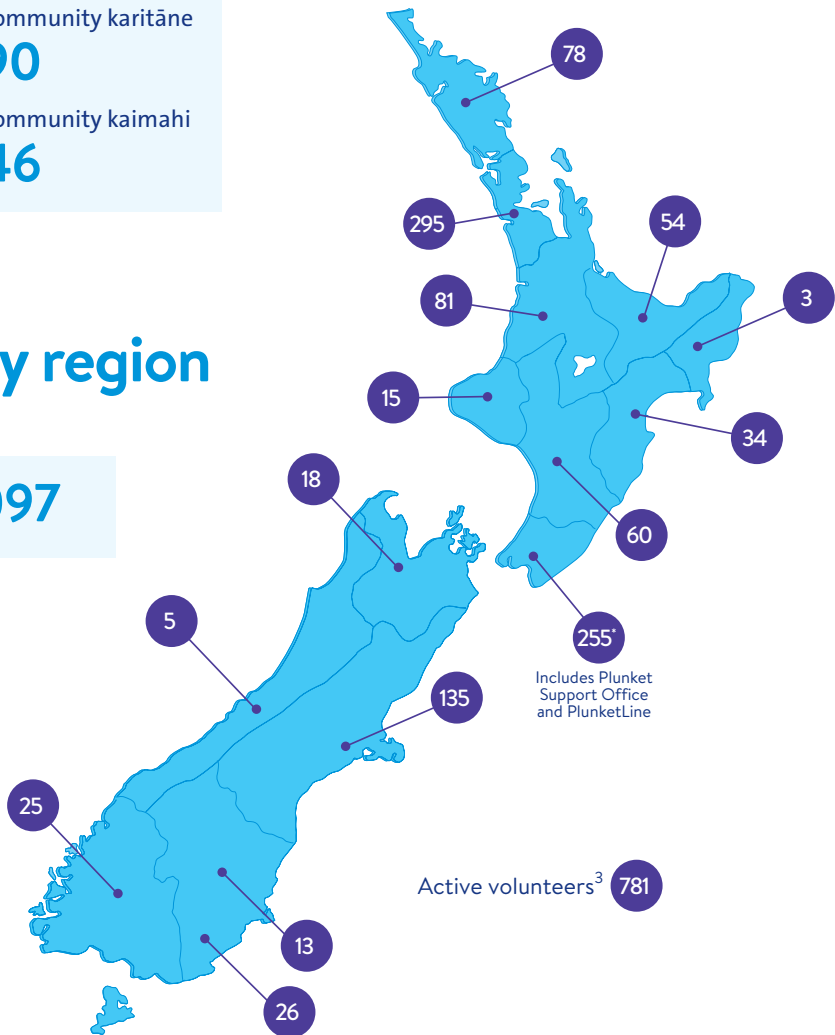 ommunity karitāne
90
ommunity kaimahi
46
y region
097
78
295
54
81
3
15
34
18
60
5
255*
Includes Plunket
Support Office
and PlunketLine
135
25
Active volunteers³ 781
13
26